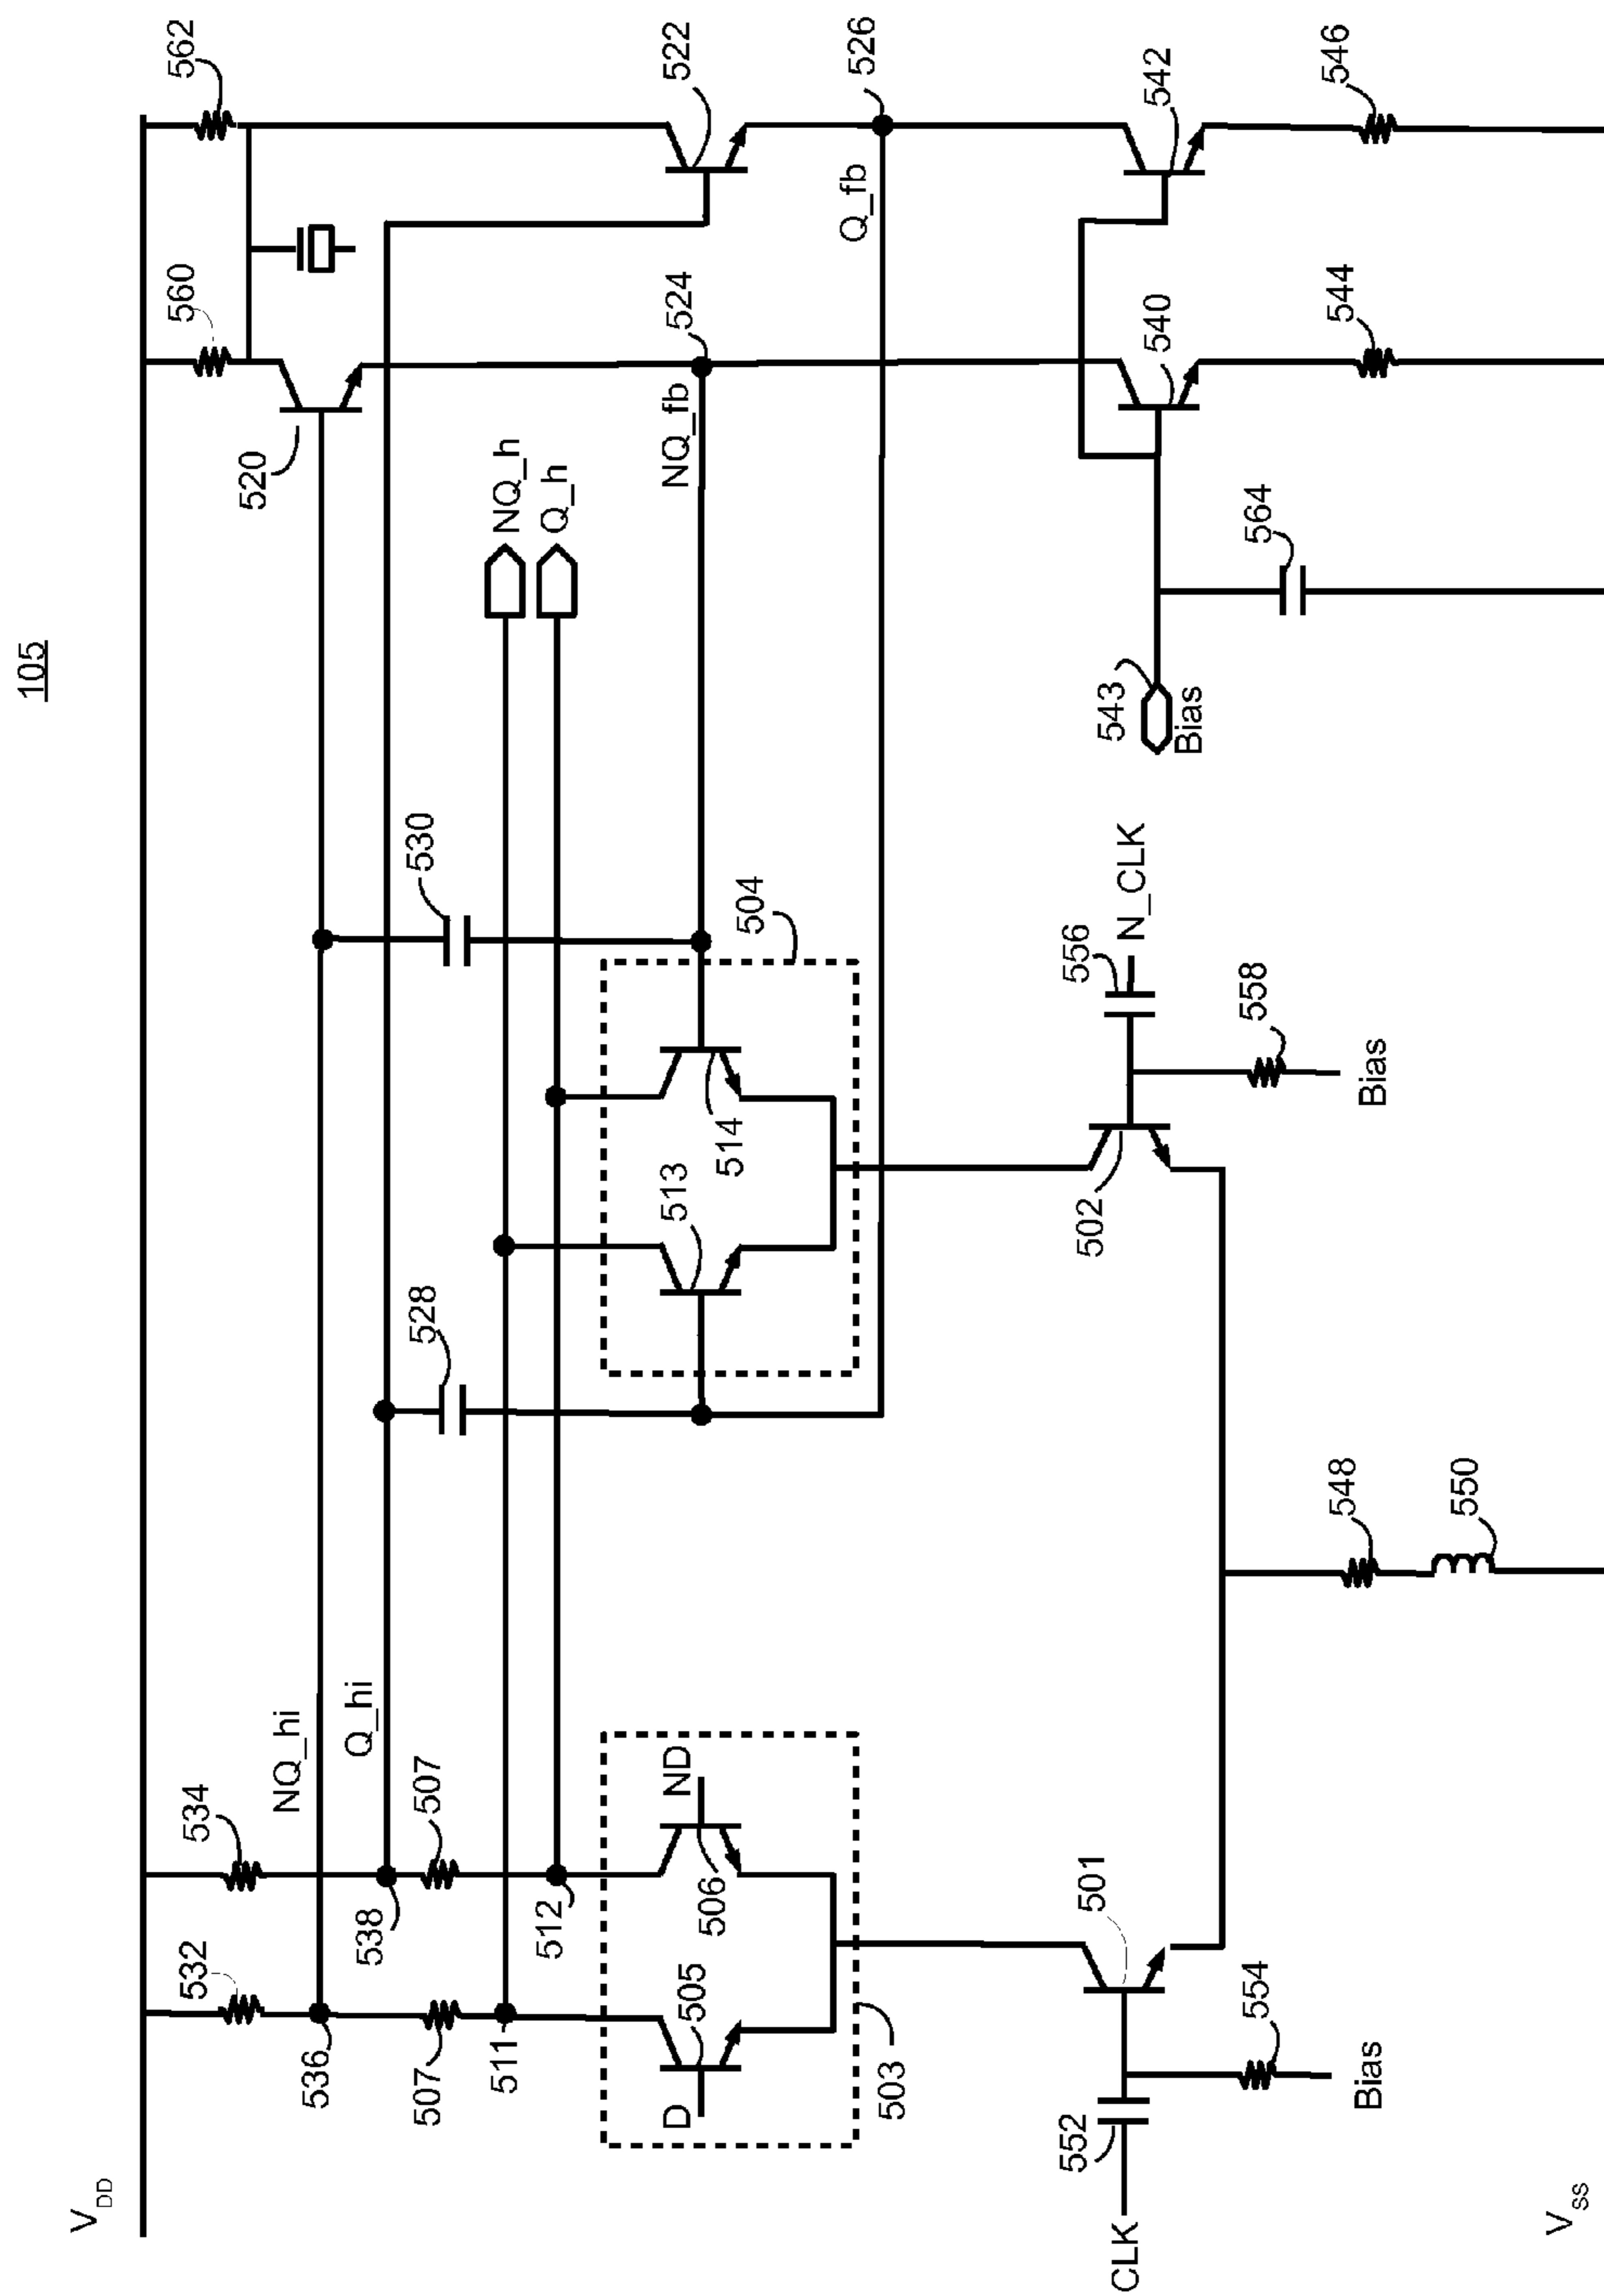 105
V_DD
562
560
532
534
NQ_hi
520
522
536
538
Q_hi
507
507
528
530
NQ_h
Q_h
511
512
NQ_fb
524
Q_fb
526
D
505
506
ND
503
513
514
504
501
502
556
N_CLK
543
Bias
540
542
CLK
552
554
Bias
558
Bias
564
544
546
548
550
V_SS